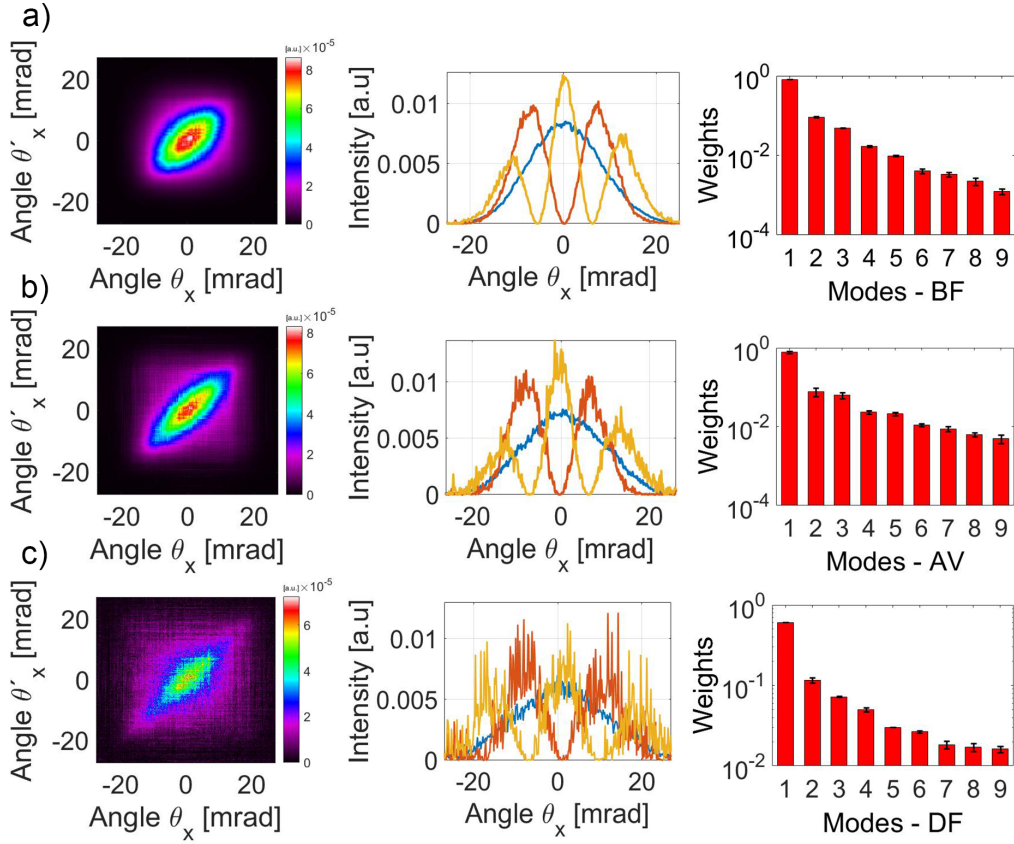 a)
[a.u.] ×10-5
Angle θ′x [mrad]
20
0
-20
-20 0 20
Angle θx [mrad]
8
6
4
2
0
Intensity [a.u]
0.01
0.005
0
-20 0 20
Angle θx [mrad]
Weights
10^0
10^-2
10^-4
1 2 3 4 5 6 7 8 9
Modes - BF
b)
[a.u.] ×10-5
Angle θ′x [mrad]
20
0
-20
-20 0 20
Angle θx [mrad]
8
6
4
2
0
Intensity [a.u]
0.01
0.005
0
-20 0 20
Angle θx [mrad]
Weights
10^0
10^-2
10^-4
1 2 3 4 5 6 7 8 9
Modes - AV
c)
[a.u.] ×10-5
Angle θ′x [mrad]
20
0
-20
-20 0 20
Angle θx [mrad]
6
4
2
0
Intensity [a.u]
0.01
0.005
0
-20 0 20
Angle θx [mrad]
Weights
10^0
10^-1
10^-2
1 2 3 4 5 6 7 8 9
Modes - DF